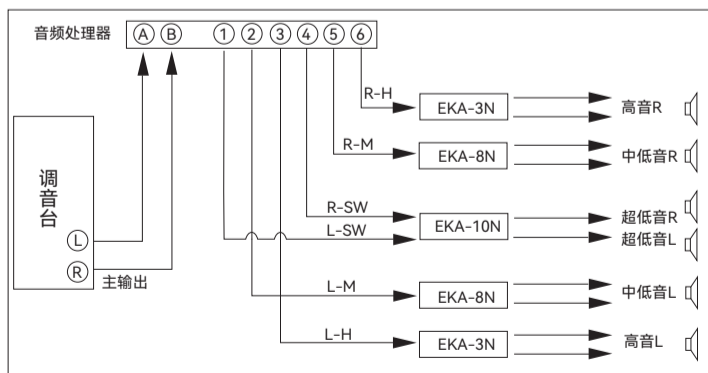 音频处理器 A B 1 2 3 4 5 6
R-H EKA-3N 高音R
R-M EKA-8N 中低音R
调音台
R-SW 超低音R
EKA-10N
L-SW 超低音L
L
R
主输出
L-M EKA-8N 中低音L
L-H EKA-3N 高音L